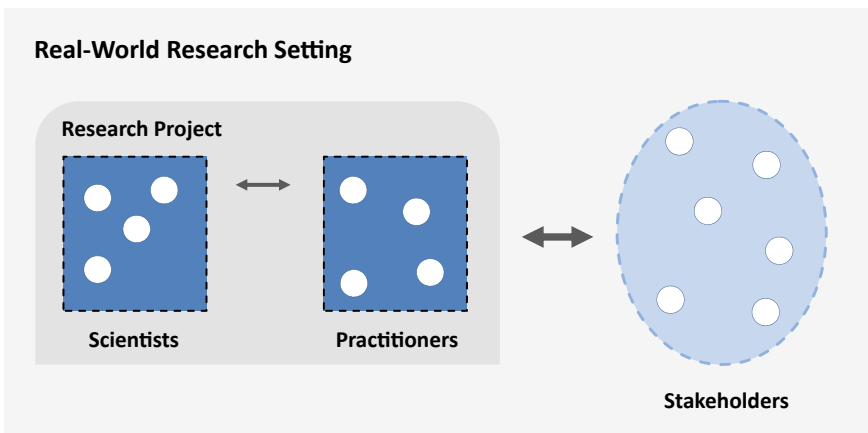 Real-World Research Setting
Research Project
Scientists
Practitioners
Stakeholders